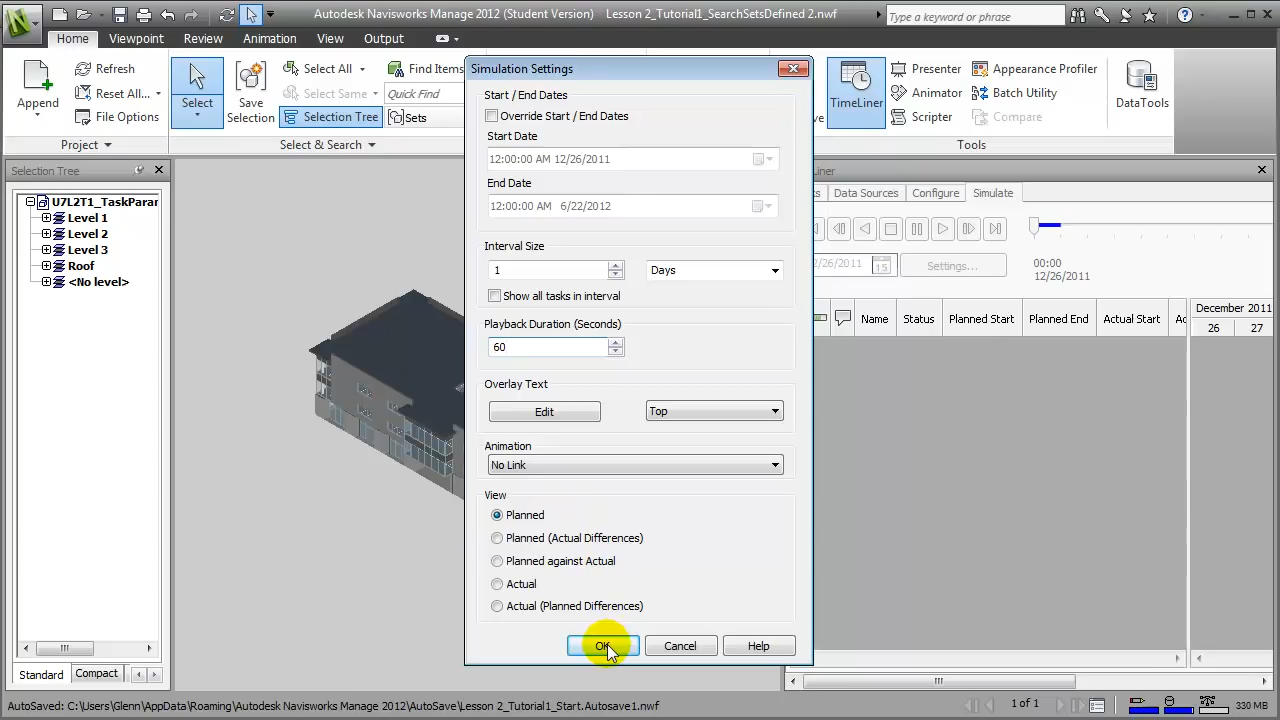 Autodesk Navisworks Manage 2012 (Student Version) Lesson 2_Tutorial1_SearchSetsDefined 2.nwf
Type a keyword or phrase
Home Viewpoint Review Animation View Output
Append
Refresh
Reset All...
File Options
Project
Select
Save
Selection
Select All
Select Same
Selection Tree
Find Items
Quick Find
Sets
Select & Search
TimeLiner
Presenter
Animator
Scripter
Appearance Profiler
Batch Utility
Compare
DataTools
Tools
Selection Tree
U7L2T1_TaskParar
Level 1
Level 2
Level 3
Roof
<No level>
Standard Compact
Simulation Settings
Start / End Dates
Override Start / End Dates
Start Date
12:00:00 AM 12/26/2011
End Date
12:00:00 AM 6/22/2012
Interval Size
1 Days
Show all tasks in interval
Playback Duration (Seconds)
60
Overlay Text
Edit Top
Animation
No Link
View
Planned
Planned (Actual Differences)
Planned against Actual
Actual
Actual (Planned Differences)
OK Cancel Help
Liner
Data Sources Configure Simulate
/26/2011 15 Settings...
00:00
12/26/2011
Name Status Planned Start Planned End Actual Start Ac
December 2011
26 27
AutoSaved: C:\Users\Glenn\AppData\Roaming\Autodesk Navisworks Manage 2012\AutoSave\Lesson 2_Tutorial1_Start.Autosave1.nwf
1 of 1
330 MB